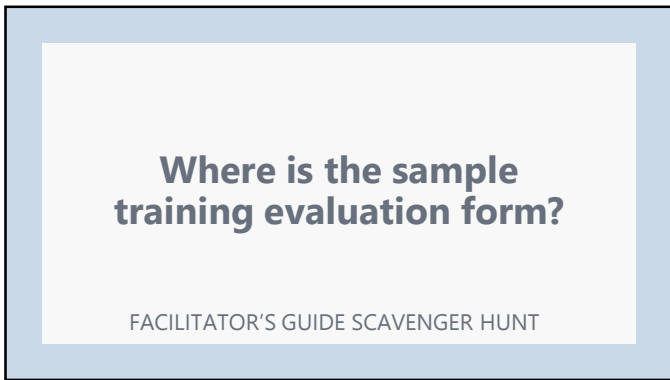 Where is the sample
training evaluation form?
FACILITATOR’S GUIDE SCAVENGER HUNT